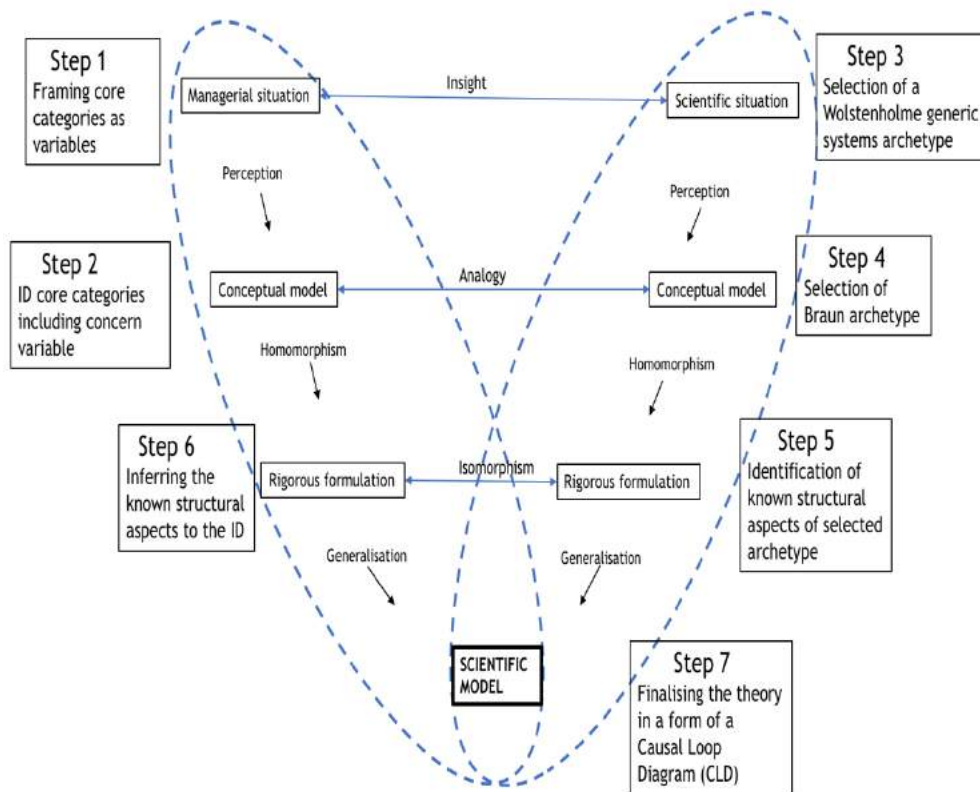 Step 1
Framing core
categories as
variables
Managerial situation
Insight
Scientific situation
Step 3
Selection of a
Wolstenholme generic
systems archetype
Perception
Perception
Step 2
ID core categories
including concern
variable
Conceptual model
Analogy
Conceptual model
Step 4
Selection of
Braun archetype
Homomorphism
Homomorphism
Step 6
Inferring the
known structural
aspects to the ID
Rigorous formulation
Isomorphism
Rigorous formulation
Step 5
Identification of
known structural
aspects of selected
archetype
Generalisation
Generalisation
SCIENTIFIC
MODEL
Step 7
Finalising the theory
in a form of a
Causal Loop
Diagram (CLD)